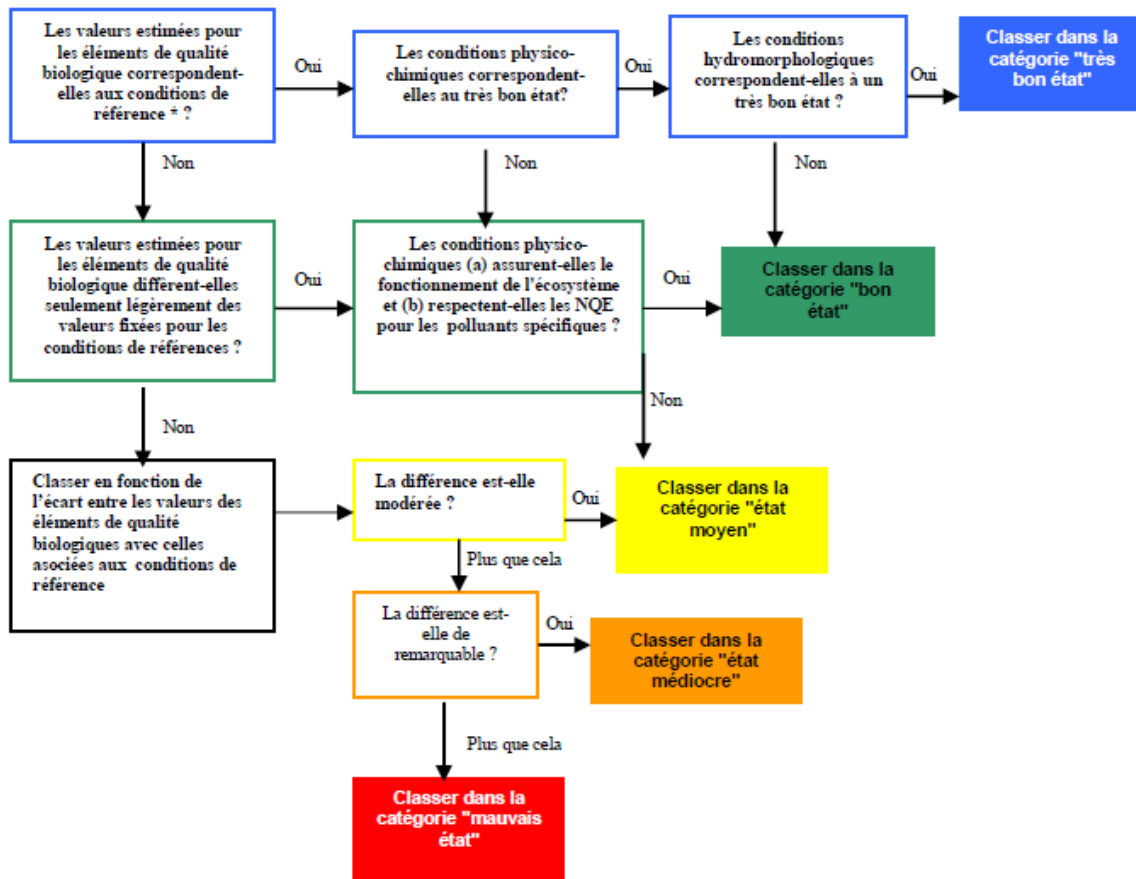 Les valeurs estimées pour
les éléments de qualité
biologique correspondent-
elles aux conditions de
référence * ?
Oui
Les conditions physico-
chimiques correspondent-
elles au très bon état?
Oui
Les conditions
hydromorphologiques
correspondent-elles à un
très bon état ?
Oui
Classer dans la
catégorie "très
bon état"
Non
Non
Non
Les valeurs estimées pour
les éléments de qualité
biologique diffèrent-elles
seulement légèrement des
valeurs fixées pour les
conditions de références ?
Oui
Les conditions physico-
chimiques (a) assurent-elles le
fonctionnement de l'écosystème
et (b) respectent-elles les NQE
pour les polluants spécifiques ?
Oui
Classer dans la
catégorie "bon
état"
Non
Non
Classer en fonction de
l'écart entre les valeurs des
éléments de qualité
biologiques avec celles
asociées aux conditions de
référence
La différence est-elle
modérée ?
Oui
Classer dans la
catégorie "état
moyen"
Plus que cela
La différence est-
elle de
remarquable ?
Oui
Classer dans la
catégorie "état
médiocre"
Plus que cela
Classer dans la
catégorie "mauvais
état"